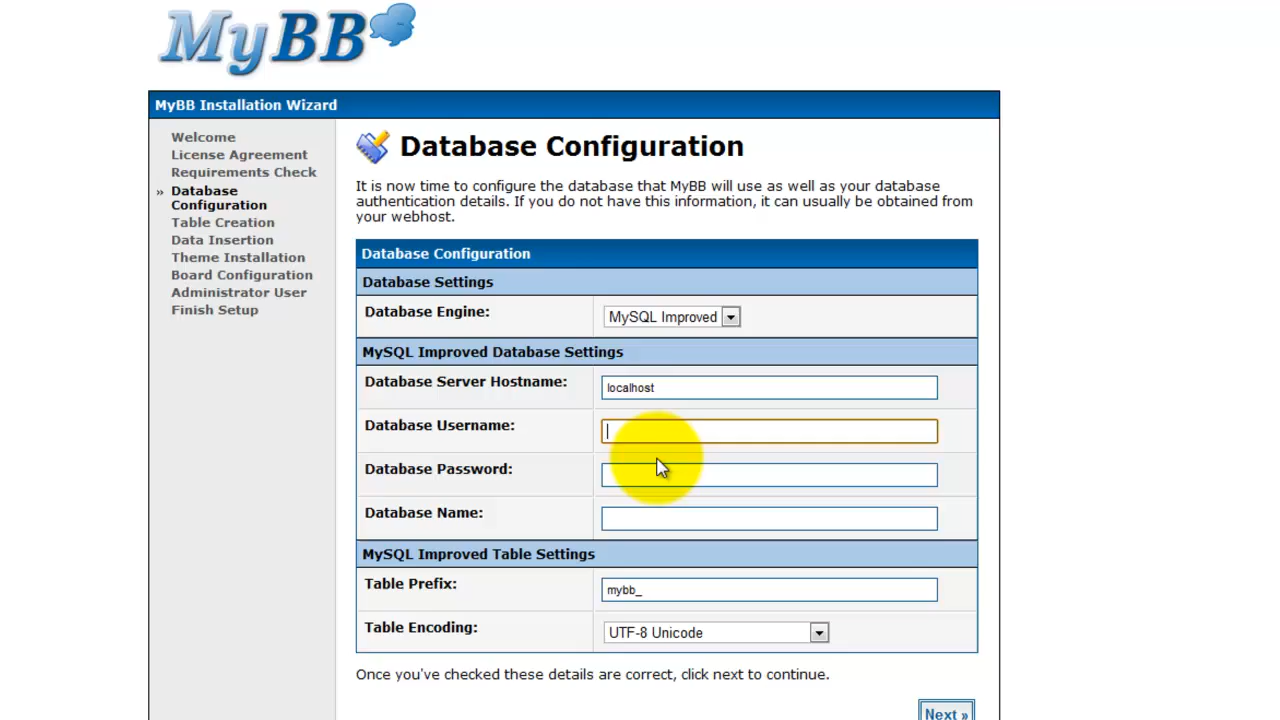 MyBB
MyBB Installation Wizard
Welcome
License Agreement
Requirements Check
» Database
Configuration
Table Creation
Data Insertion
Theme Installation
Board Configuration
Administrator User
Finish Setup
Database Configuration
It is now time to configure the database that MyBB will use as well as your database
authentication details. If you do not have this information, it can usually be obtained from
your webhost.
Database Configuration
Database Settings
Database Engine: MySQL Improved
MySQL Improved Database Settings
Database Server Hostname: localhost
Database Username:
Database Password:
Database Name:
MySQL Improved Table Settings
Table Prefix: mybb_
Table Encoding: UTF-8 Unicode
Once you've checked these details are correct, click next to continue.
Next »